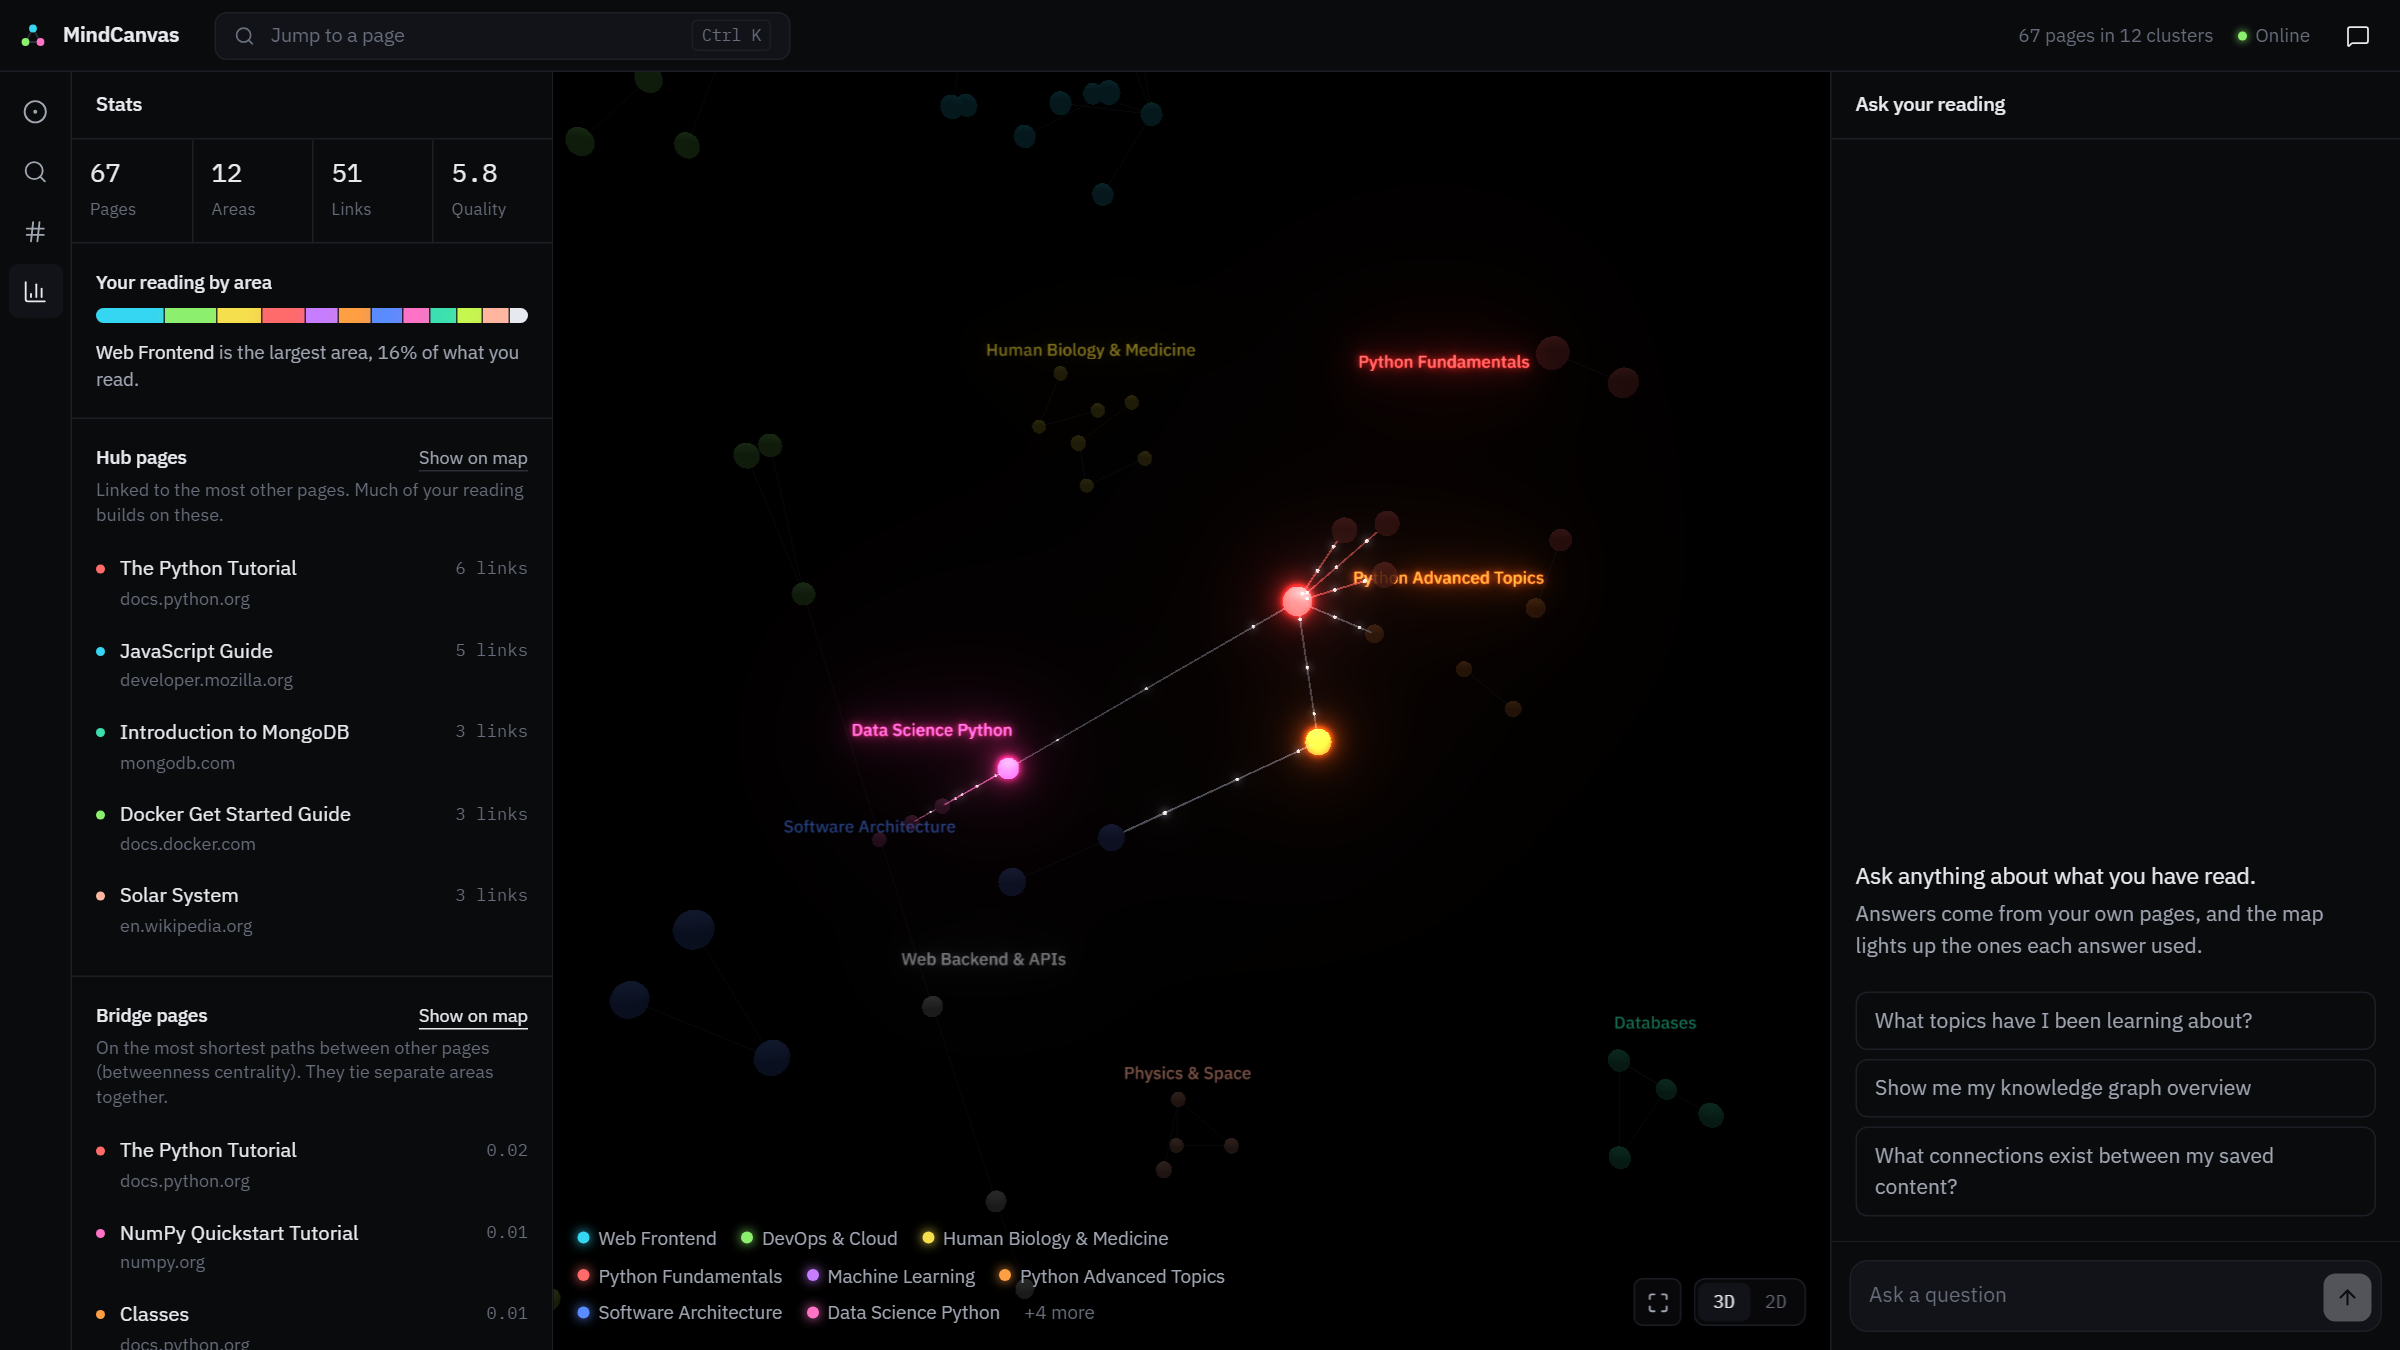 MindCanvas
Jump to a page
Ctrl K
67 pages in 12 clusters
Online
Stats
67
Pages
12
Areas
51
Links
5.8
Quality
Your reading by area
Web Frontend is the largest area, 16% of what you
read.
Hub pages
Show on map
Linked to the most other pages. Much of your reading
builds on these.
The Python Tutorial
6 links
docs.python.org
JavaScript Guide
5 links
developer.mozilla.org
Introduction to MongoDB
3 links
mongodb.com
Docker Get Started Guide
3 links
docs.docker.com
Solar System
3 links
en.wikipedia.org
Bridge pages
Show on map
On the most shortest paths between other pages
(betweenness centrality). They tie separate areas
together.
The Python Tutorial
0.02
docs.python.org
NumPy Quickstart Tutorial
0.01
numpy.org
Classes
0.01
docs.python.org
Human Biology & Medicine
Python Fundamentals
Python Advanced Topics
Data Science Python
Software Architecture
Web Backend & APIs
Databases
Physics & Space
Web Frontend
DevOps & Cloud
Human Biology & Medicine
Python Fundamentals
Machine Learning
Python Advanced Topics
Software Architecture
Data Science Python
+4 more
3D
2D
Ask your reading
Ask anything about what you have read.
Answers come from your own pages, and the map
lights up the ones each answer used.
What topics have I been learning about?
Show me my knowledge graph overview
What connections exist between my saved
content?
Ask a question